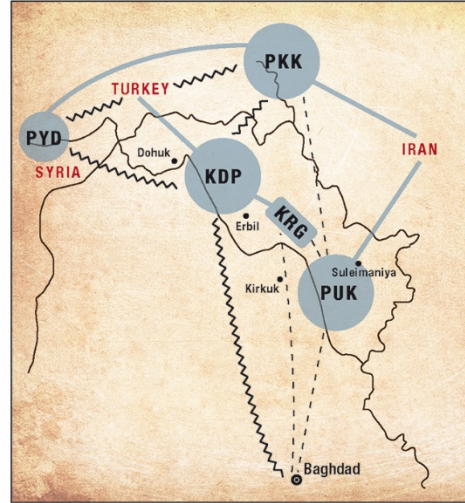 PKK
TURKEY
PYD
IRAN
Dohuk
SYRIA
KDP
KRG
Erbil
Suleimaniya
Kirkuk
PUK
Baghdad